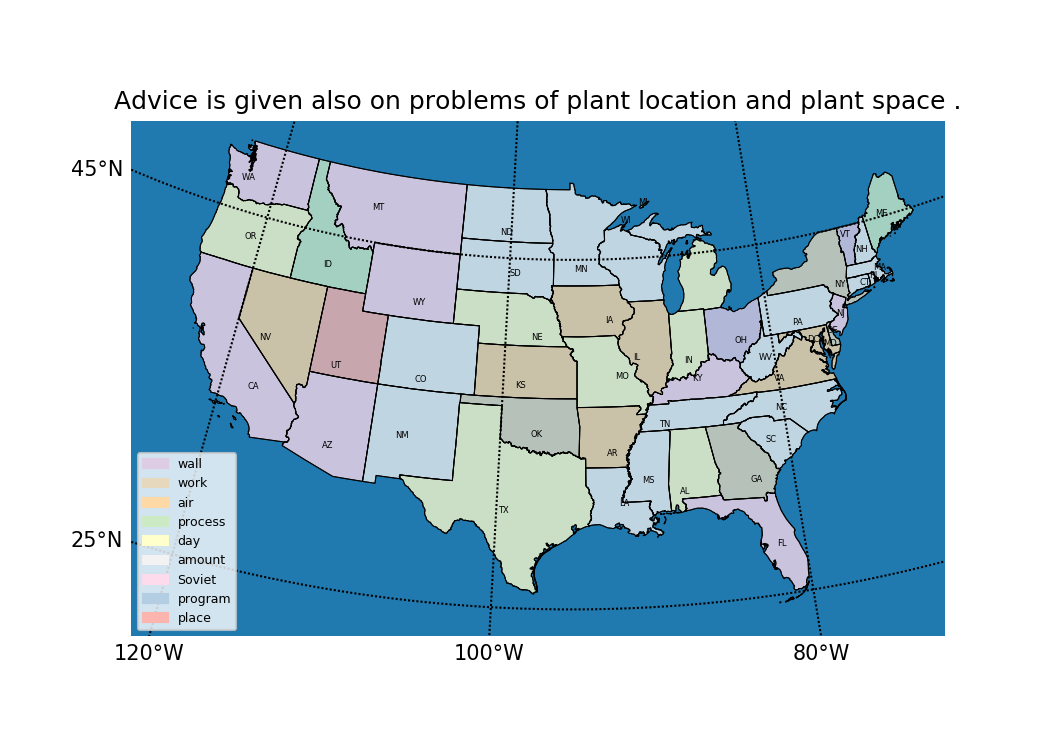 Advice is given also on problems of plant location and plant space .
45°N
25°N
120°W
100°W
80°W
WA
OR
CA
NV
ID
MT
WY
UT
AZ
CO
NM
ND
SD
NE
KS
OK
TX
MN
IA
MO
AR
LA
WI
MI
IL
IN
OH
KY
TN
MS
AL
GA
FL
SC
NC
VA
WV
PA
NY
NJ
VT
NH
ME
CT
wall
work
air
process
day
amount
Soviet
program
place